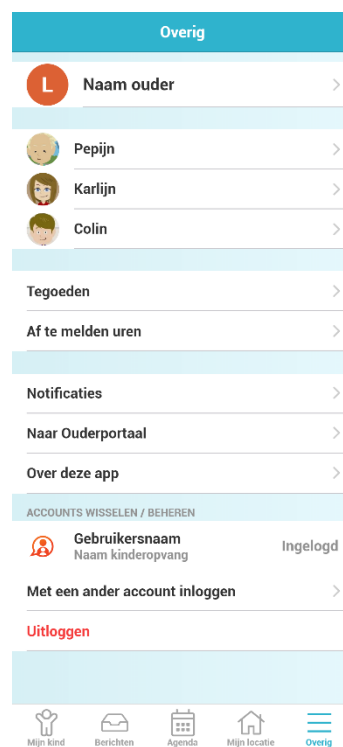 Overig
L
Naam ouder
Pepijn
Karlijn
Colin
Tegoeden
Af te melden uren
Notificaties
Naar Ouderportaal
Over deze app
ACCOUNTS WISSELEN / BEHEREN
Gebruikersnaam
Naam kinderopvang
Ingelogd
Met een ander account inloggen
Uitloggen
Mijn kind
Berichten
Agenda
Mijn locatie
Overig